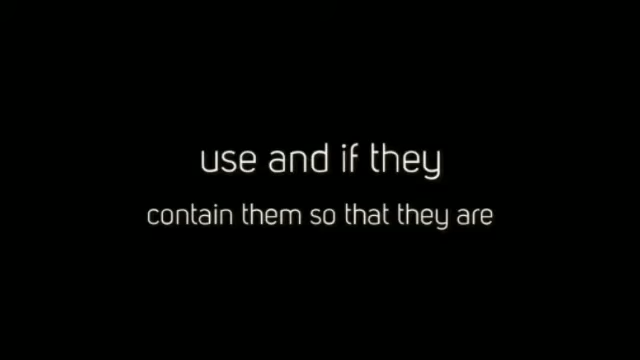 use and if they
contain them so that they are